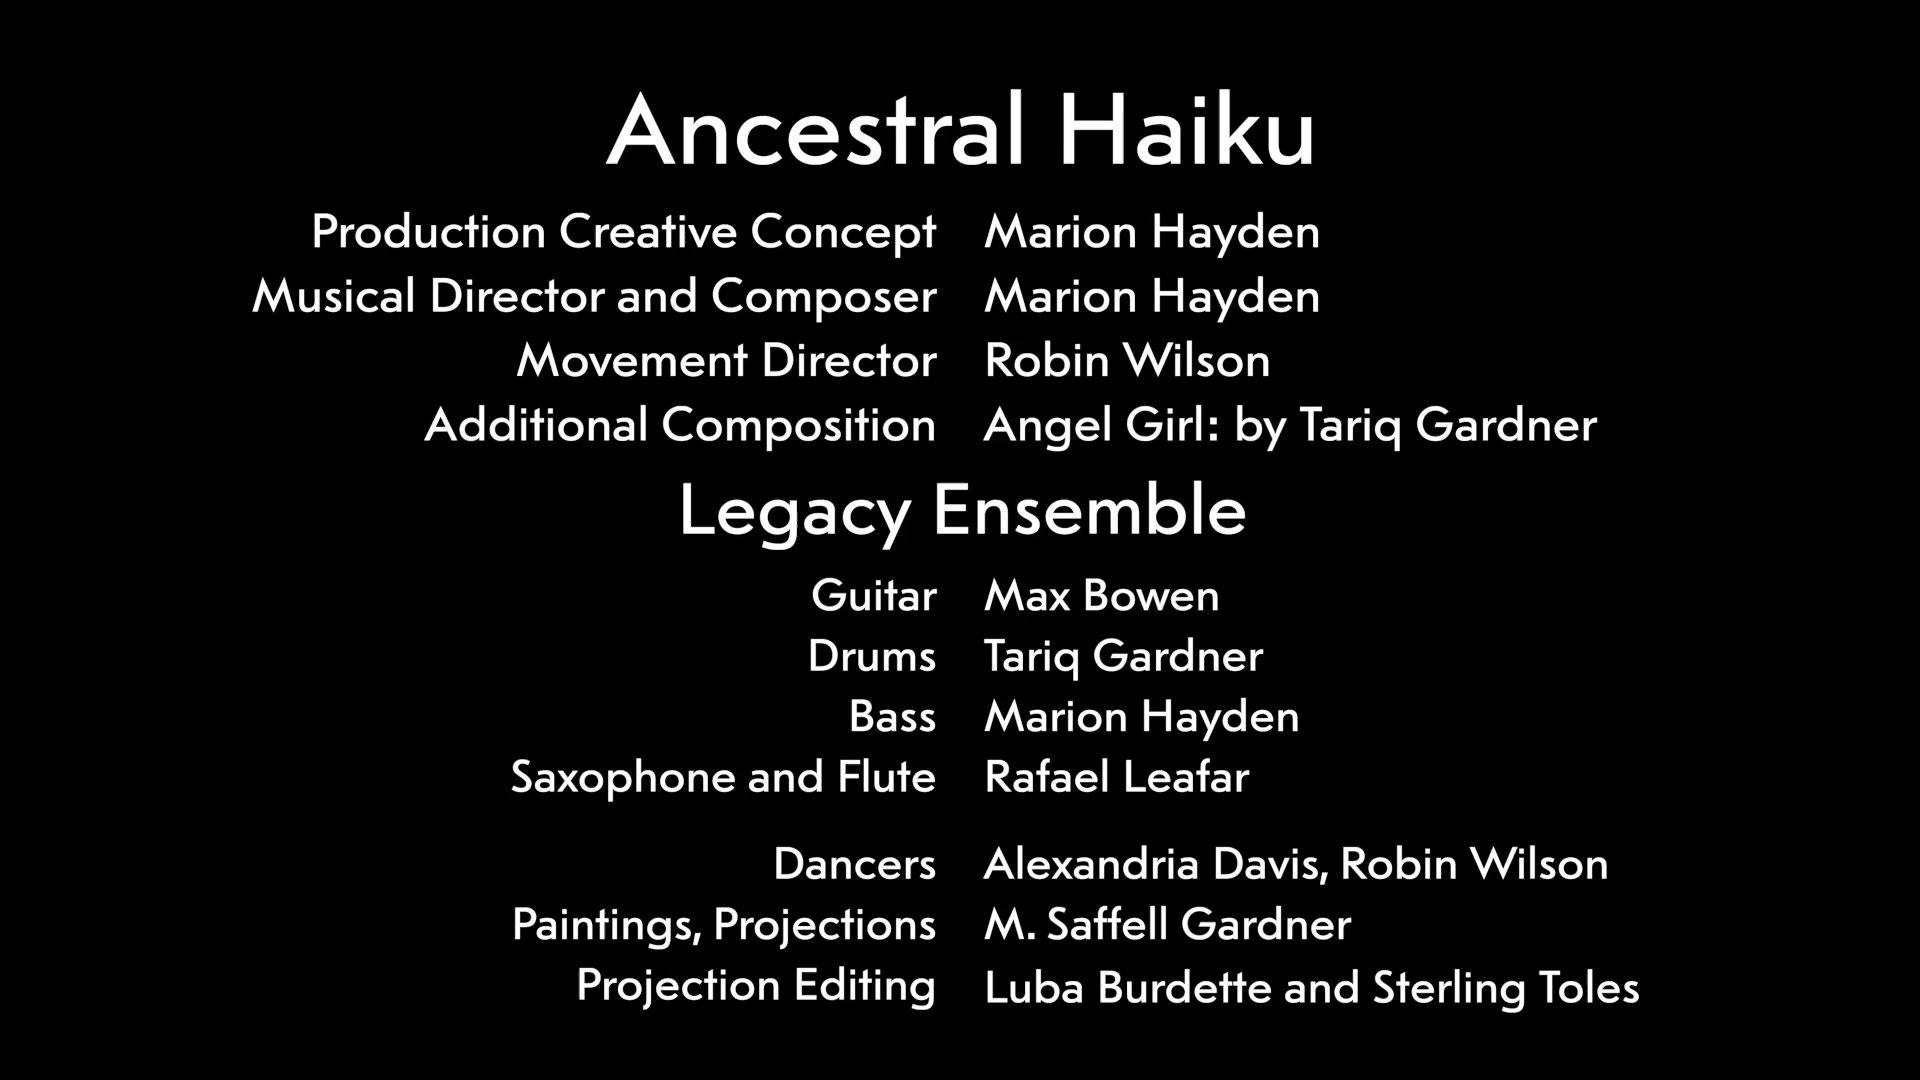 Ancestral Haiku
Production Creative Concept Marion Hayden
Musical Director and Composer Marion Hayden
Movement Director Robin Wilson
Additional Composition Angel Girl: by Tariq Gardner
Legacy Ensemble
Guitar Max Bowen
Drums Tariq Gardner
Bass Marion Hayden
Saxophone and Flute Rafael Leafar
Dancers Alexandria Davis, Robin Wilson
Paintings, Projections M. Saffell Gardner
Projection Editing Luba Burdette and Sterling Toles